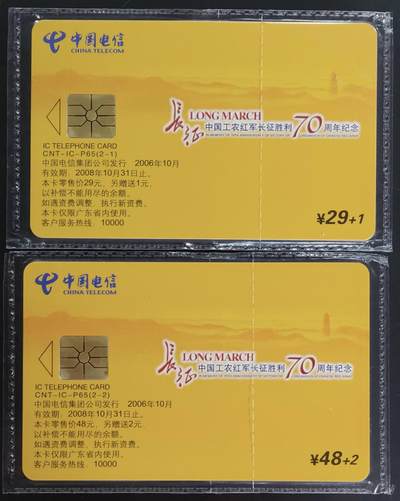 中国电信
CHINA TELECOM
长征
LONG MARCH
中国工农红军长征胜利70周年纪念
IC TELEPHONE CARD
CNT-IC-P65(2-1)
中国电信集团公司发行 2006年10月
有效期：2008年10月31日止。
本卡零售价29元，另赠送1元，
以补偿不能用尽的余额。
如遇资费调整，执行新资费。
本卡仅限广东省内使用。
客户服务热线：10000
¥29+1
中国电信
CHINA TELECOM
长征
LONG MARCH
中国工农红军长征胜利70周年纪念
IC TELEPHONE CARD
CNT-IC-P65(2-2)
中国电信集团公司发行 2006年10月
有效期：2008年10月31日止。
本卡零售价48元，另赠送2元，
以补偿不能用尽的余额。
如遇资费调整，执行新资费。
本卡仅限广东省内使用。
客户服务热线：10000
¥48+2